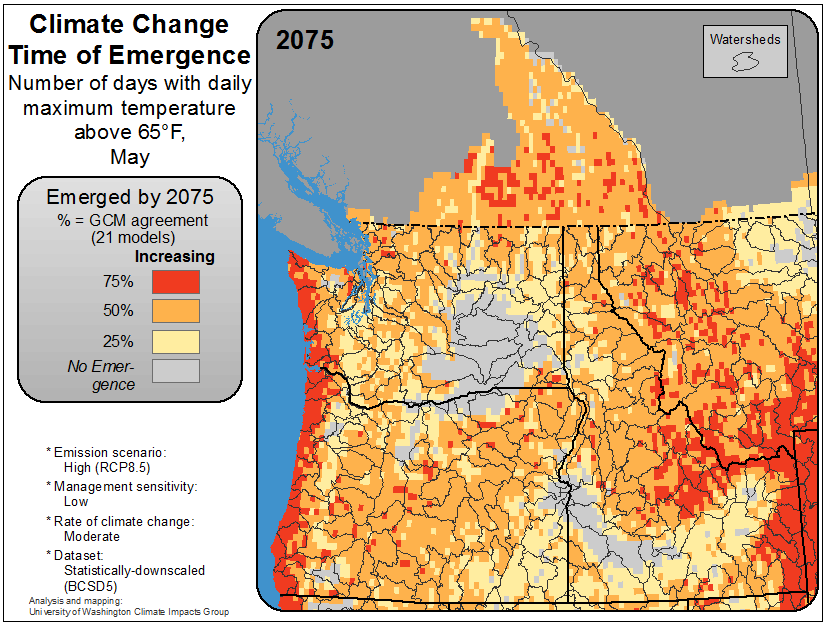 Climate Change
Time of Emergence
Number of days with daily
maximum temperature
above 65°F,
May
2075
Watersheds
Emerged by 2075
% = GCM agreement
(21 models)
Increasing
75%
50%
25%
No Emer-
gence
* Emission scenario:
High (RCP8.5)
* Management sensitivity:
Low
* Rate of climate change:
Moderate
* Dataset:
Statistically-downscaled
(BCSD5)
Analysis and mapping:
University of Washington Climate Impacts Group